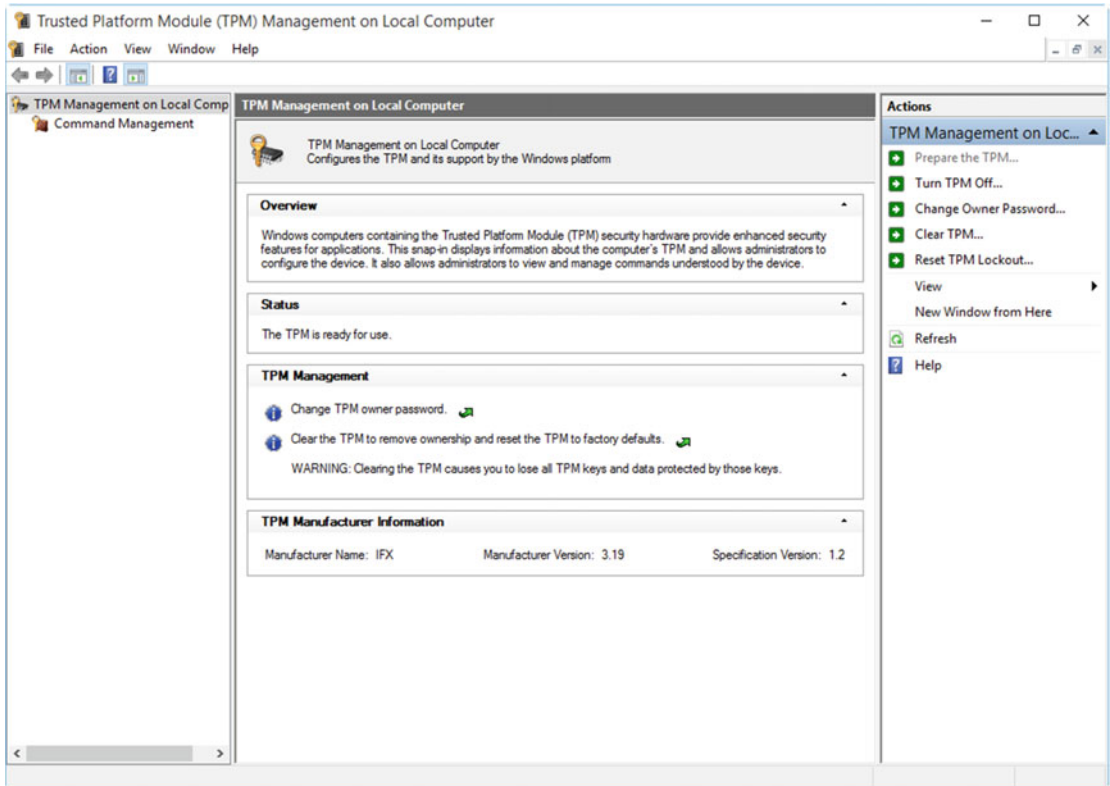 Trusted Platform Module (TPM) Management on Local Computer
File Action View Window Help
TPM Management on Local Comp
Command Management
TPM Management on Local Computer
TPM Management on Local Computer
Configures the TPM and its support by the Windows platform
Overview
Windows computers containing the Trusted Platform Module (TPM) security hardware provide enhanced security
features for applications. This snap-in displays information about the computer's TPM and allows administrators to
configure the device. It also allows administrators to view and manage commands understood by the device.
Status
The TPM is ready for use.
TPM Management
Change TPM owner password.
Clear the TPM to remove ownership and reset the TPM to factory defaults.
WARNING: Clearing the TPM causes you to lose all TPM keys and data protected by those keys.
TPM Manufacturer Information
Manufacturer Name: IFX Manufacturer Version: 3.19 Specification Version: 1.2
Actions
TPM Management on Loc...
Prepare the TPM...
Turn TPM Off...
Change Owner Password...
Clear TPM...
Reset TPM Lockout...
View
New Window from Here
Refresh
Help